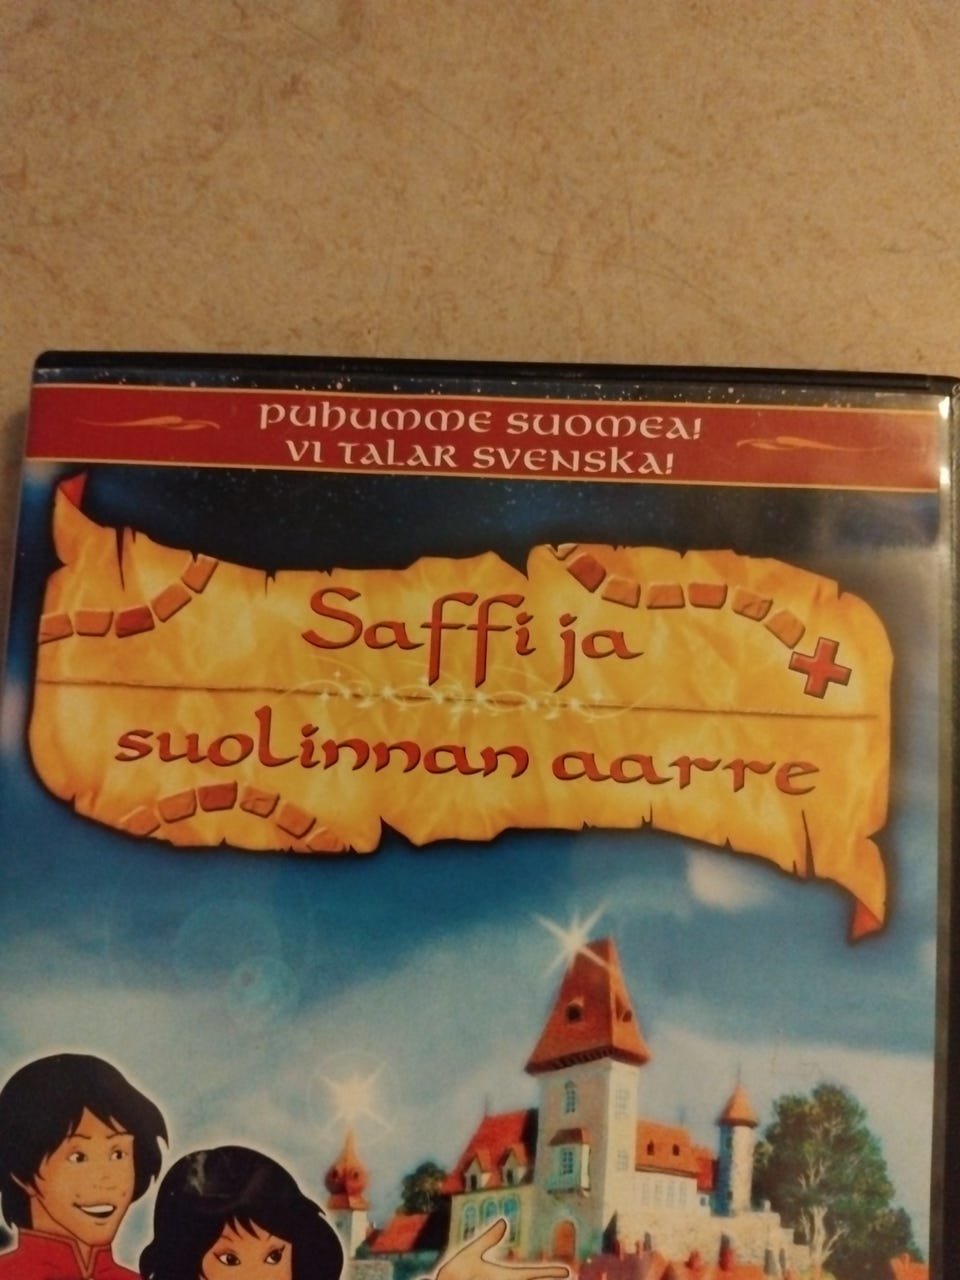 PUHUMME SUOMEA!
VI TALAR SVENSKA!
Saffi ja
suolinnan aarre